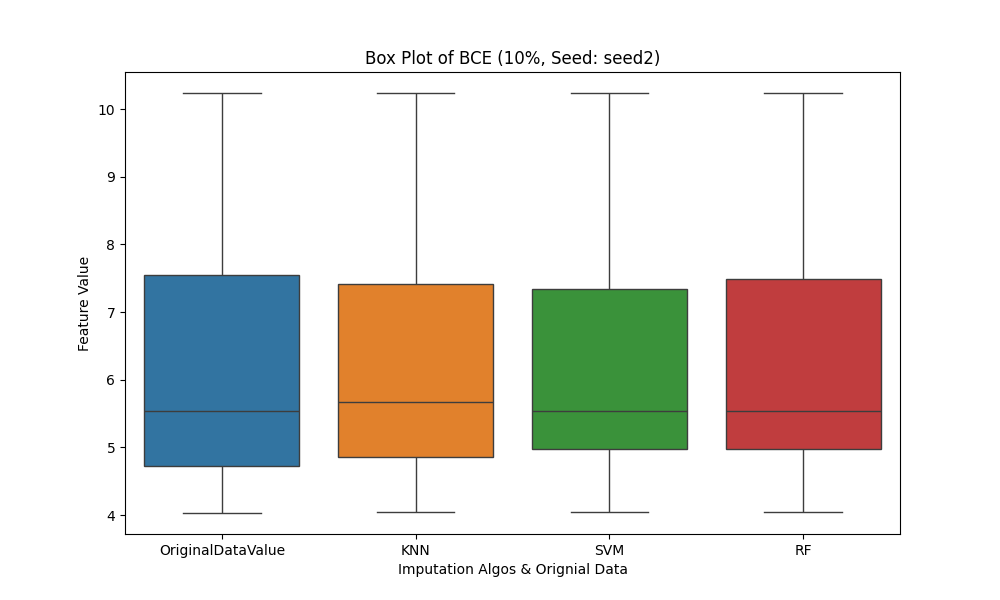 Box Plot of BCE (10%, Seed: seed2)
Feature Value
10
9
8
7
6
5
4
OriginalDataValue KNN SVM RF
Imputation Algos & Orignial Data